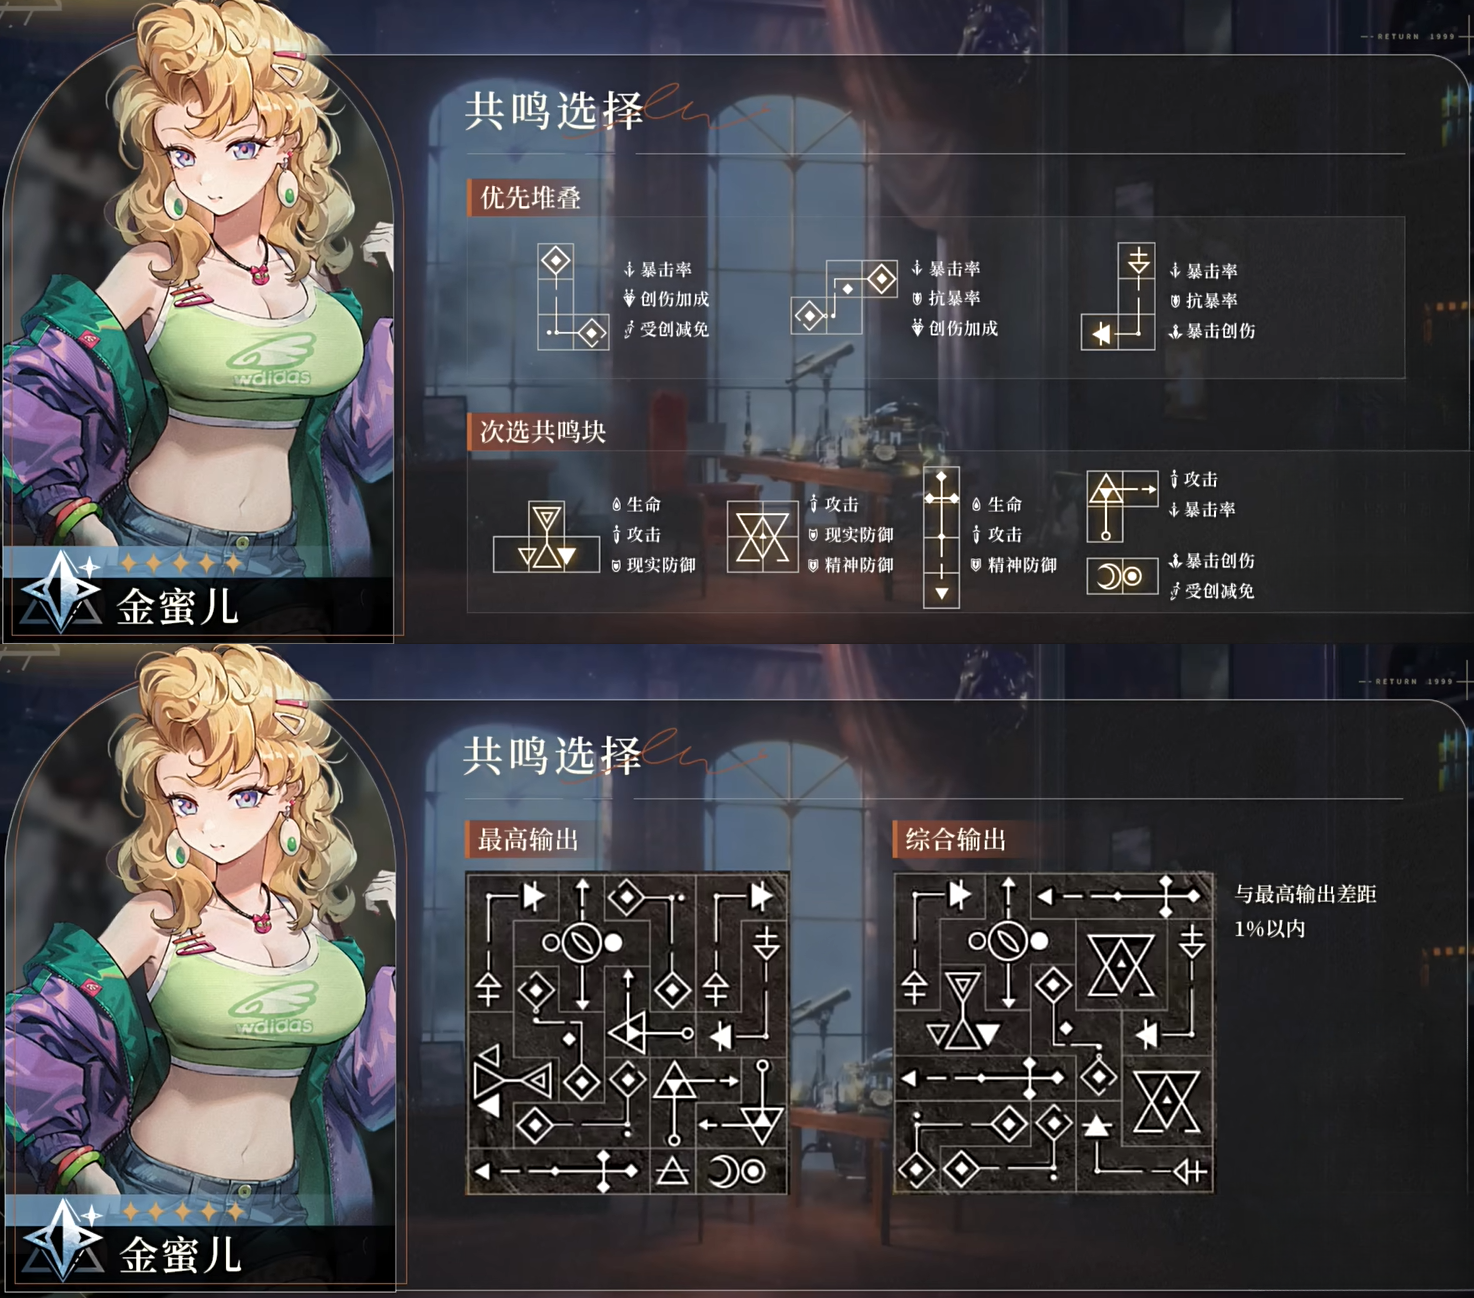 RETURN 1999
共鸣选择
优先堆叠
暴击率
创伤加成
受创减免
暴击率
抗暴率
创伤加成
暴击率
抗暴率
暴击创伤
次选共鸣块
生命
攻击
现实防御
攻击
现实防御
精神防御
生命
攻击
精神防御
攻击
暴击率
暴击创伤
受创减免
wdidas
金蜜儿
RETURN 1999
共鸣选择
最高输出
综合输出
与最高输出差距
1%以内
wdidas
金蜜儿